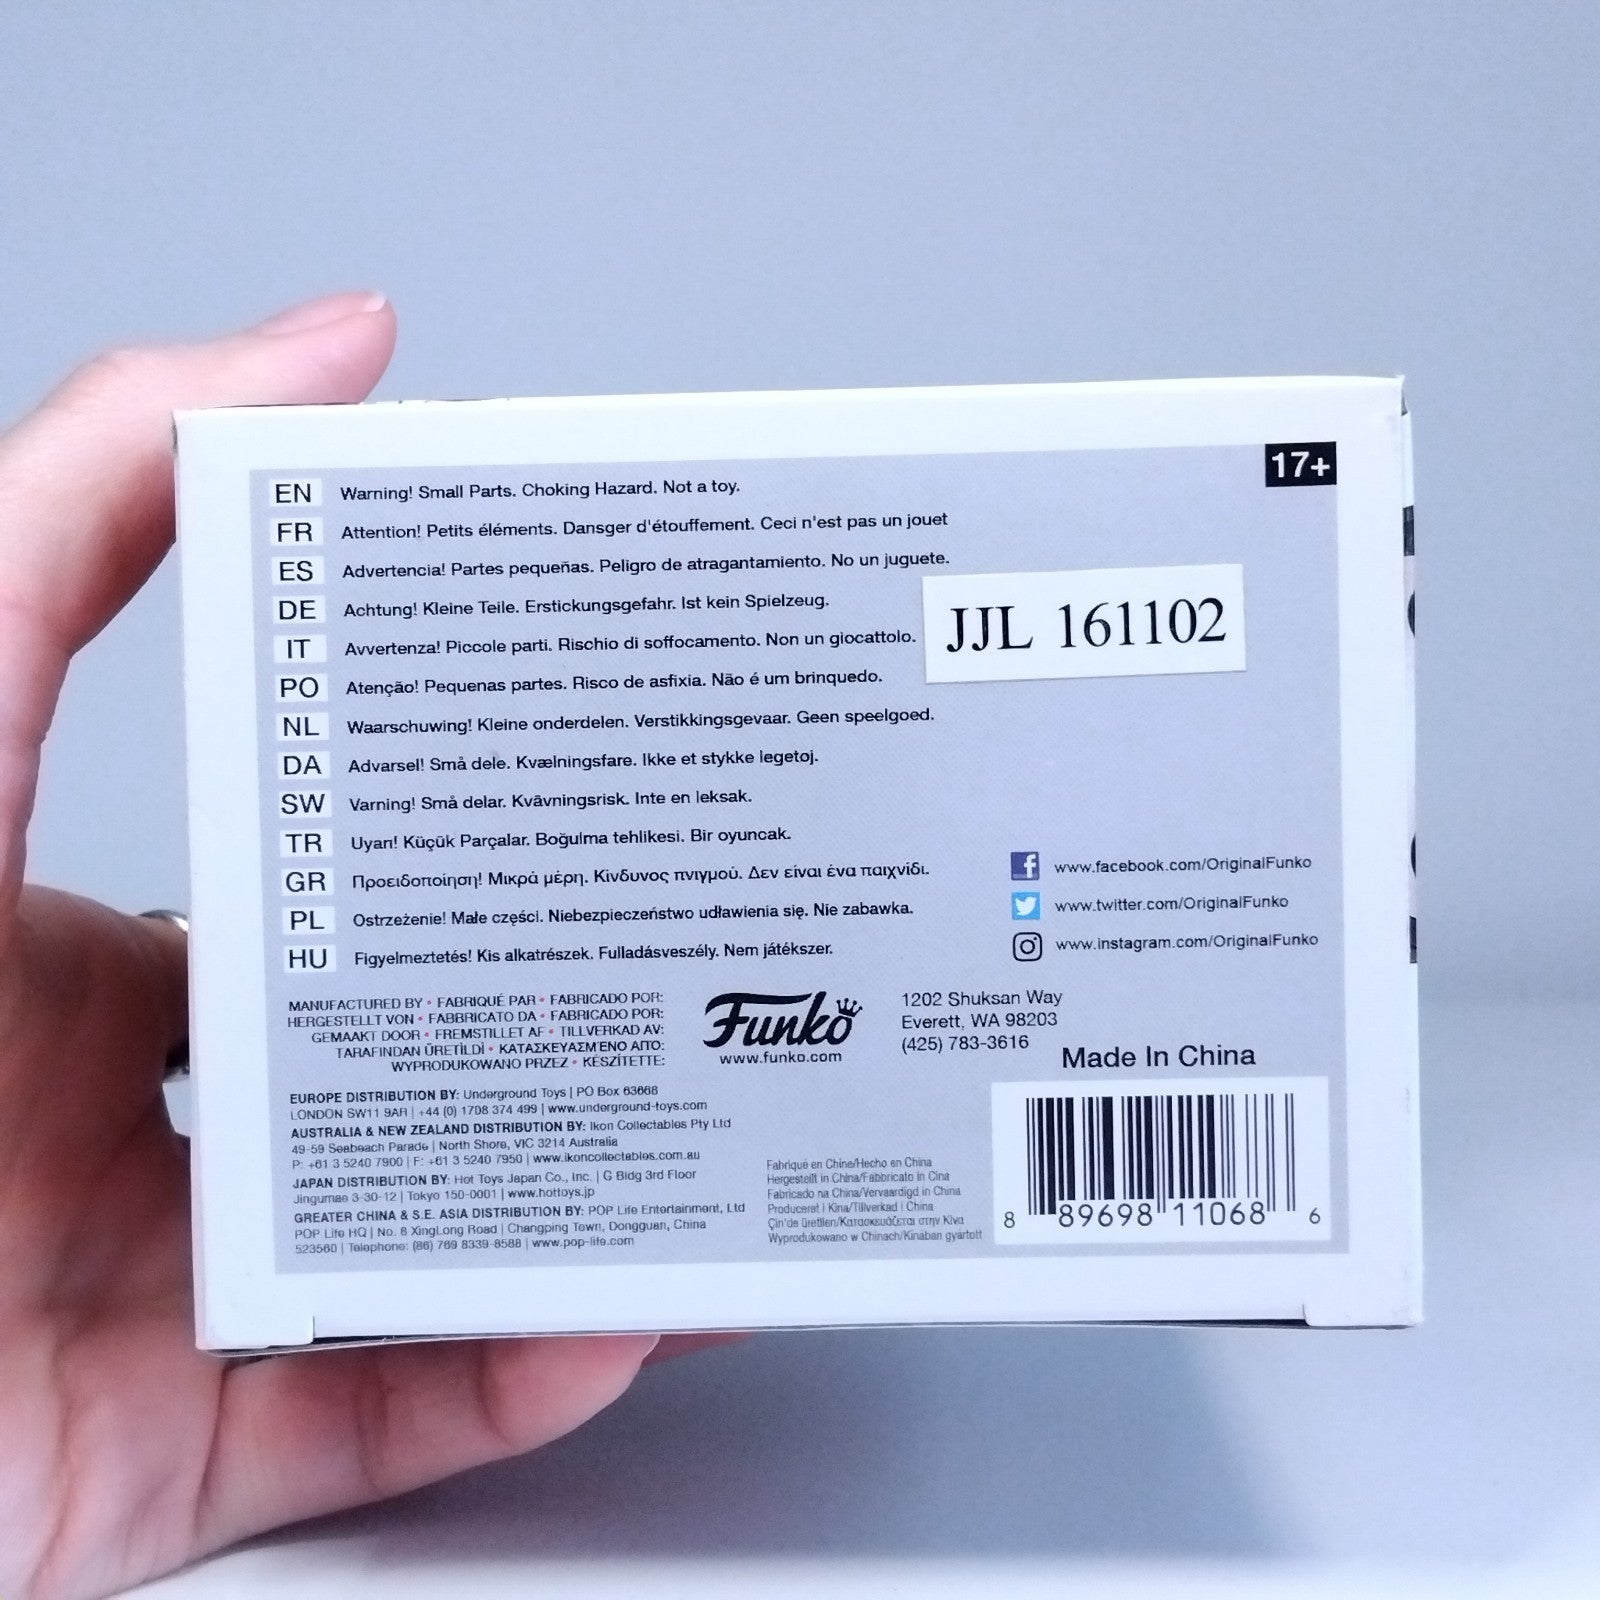 17+
EN Warning! Small Parts. Choking Hazard. Not a toy.
FR Attention! Petits éléments. Dansger d'étouffement. Ceci n'est pas un jouet
ES Advertencia! Partes pequeñas. Peligro de atragantamiento. No un juguete.
DE Achtung! Kleine Teile. Erstickungsgefahr. Ist kein Spielzeug.
IT Avvertenza! Piccole parti. Rischio di soffocamento. Non un giocattolo.
PO Atenção! Pequenas partes. Risco de asfixia. Não é um brinquedo.
NL Waarschuwing! Kleine onderdelen. Verstikkingsgevaar. Geen speelgoed.
DA Advarsel! Små dele. Kvælningsfare. Ikke et stykke legetøj.
SW Varning! Små delar. Kvävningsrisk. Inte en leksak.
TR Uyarı! Küçük Parçalar. Boğulma tehlikesi. Bir oyuncak.
GR Προειδοποίηση! Μικρά μέρη. Κίνδυνος πνιγμού. Δεν είναι ένα παιχνίδι.
PL Ostrzeżenie! Małe części. Niebezpieczeństwo udławienia się. Nie zabawka.
HU Figyelmeztetés! Kis alkatrészek. Fulladásveszély. Nem játékszer.
JJL 161102
www.facebook.com/OriginalFunko
www.twitter.com/OriginalFunko
www.instagram.com/OriginalFunko
MANUFACTURED BY • FABRIQUÉ PAR • FABRICADO POR:
HERGESTELLT VON • FABBRICATO DA • FABRICADO POR:
GEMAAKT DOOR • FREMSTILLET AF • TILLVERKAD AV:
TARAFINDAN ÜRETİLDİ • ΚΑΤΑΣΚΕΥΑΣΜΈΝΟ ΑΠΌ:
WYPRODUKOWANO PRZEZ • KÉSZÍTETTE:
Funko
www.funko.com
1202 Shuksan Way
Everett, WA 98203
(425) 783-3616
Made In China
EUROPE DISTRIBUTION BY: Underground Toys | PO Box 63668
LONDON SW11 9AR | +44 (0) 1708 374 499 | www.underground-toys.com
AUSTRALIA & NEW ZEALAND DISTRIBUTION BY: Ikon Collectables Pty Ltd
49-59 Seabeach Parade | North Shore, VIC 3214 Australia
P: +61 3 5240 7900 | F: +61 3 5240 7950 | www.ikoncollectables.com.au
JAPAN DISTRIBUTION BY: Hot Toys Japan Co., Inc. | G Bldg 3rd Floor
Jingumae 3-30-12 | Tokyo 150-0001 | www.hottoys.jp
GREATER CHINA & S.E. ASIA DISTRIBUTION BY: POP Life Entertainment, Ltd
POP Life HQ | No. 8 XingLong Road | Changping Town, Dongguan, China
523560 | Telephone: (86) 769 8339-8588 | www.pop-life.com
Fabriqué en Chine/Hecho en China
Hergestellt in China/Fabbricato in Cina
Fabricado na China/Vervaardigd in China
Produceret i Kina/Tillverkad i China
Çin'de üretilen/Κατασκευάζεται στην Κίνα
Wyprodukowano w Chinach/Kínában gyártott
8 89698 11068 6